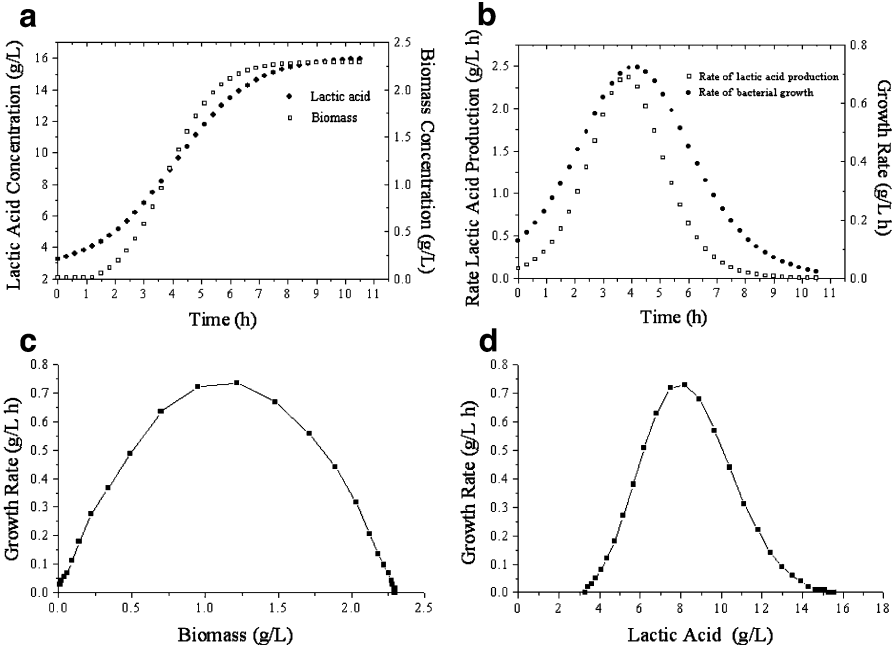 a
Lactic Acid Concentration (g/L)
16
14
12
10
8
6
4
2
0 1 2 3 4 5 6 7 8 9 10 11
Time (h)
2.5
2.0
1.5
1.0
0.5
0.0
Biomass Concentration (g/L)
Lactic acid
Biomass
b
Rate Lactic Acid Production (g/L h)
2.5
2.0
1.5
1.0
0.5
0.0
0 1 2 3 4 5 6 7 8 9 10 11
Time (h)
0.8
0.6
0.4
0.2
0.0
Growth Rate (g/L h)
Rate of lactic acid production
Rate of bacterial growth
c
Growth Rate (g/L h)
0.8
0.7
0.6
0.5
0.4
0.3
0.2
0.1
0.0
0.0 0.5 1.0 1.5 2.0 2.5
Biomass (g/L)
d
Growth Rate (g/L h)
0.8
0.7
0.6
0.5
0.4
0.3
0.2
0.1
0.0
0 2 4 6 8 10 12 14 16 18
Lactic Acid (g/L)